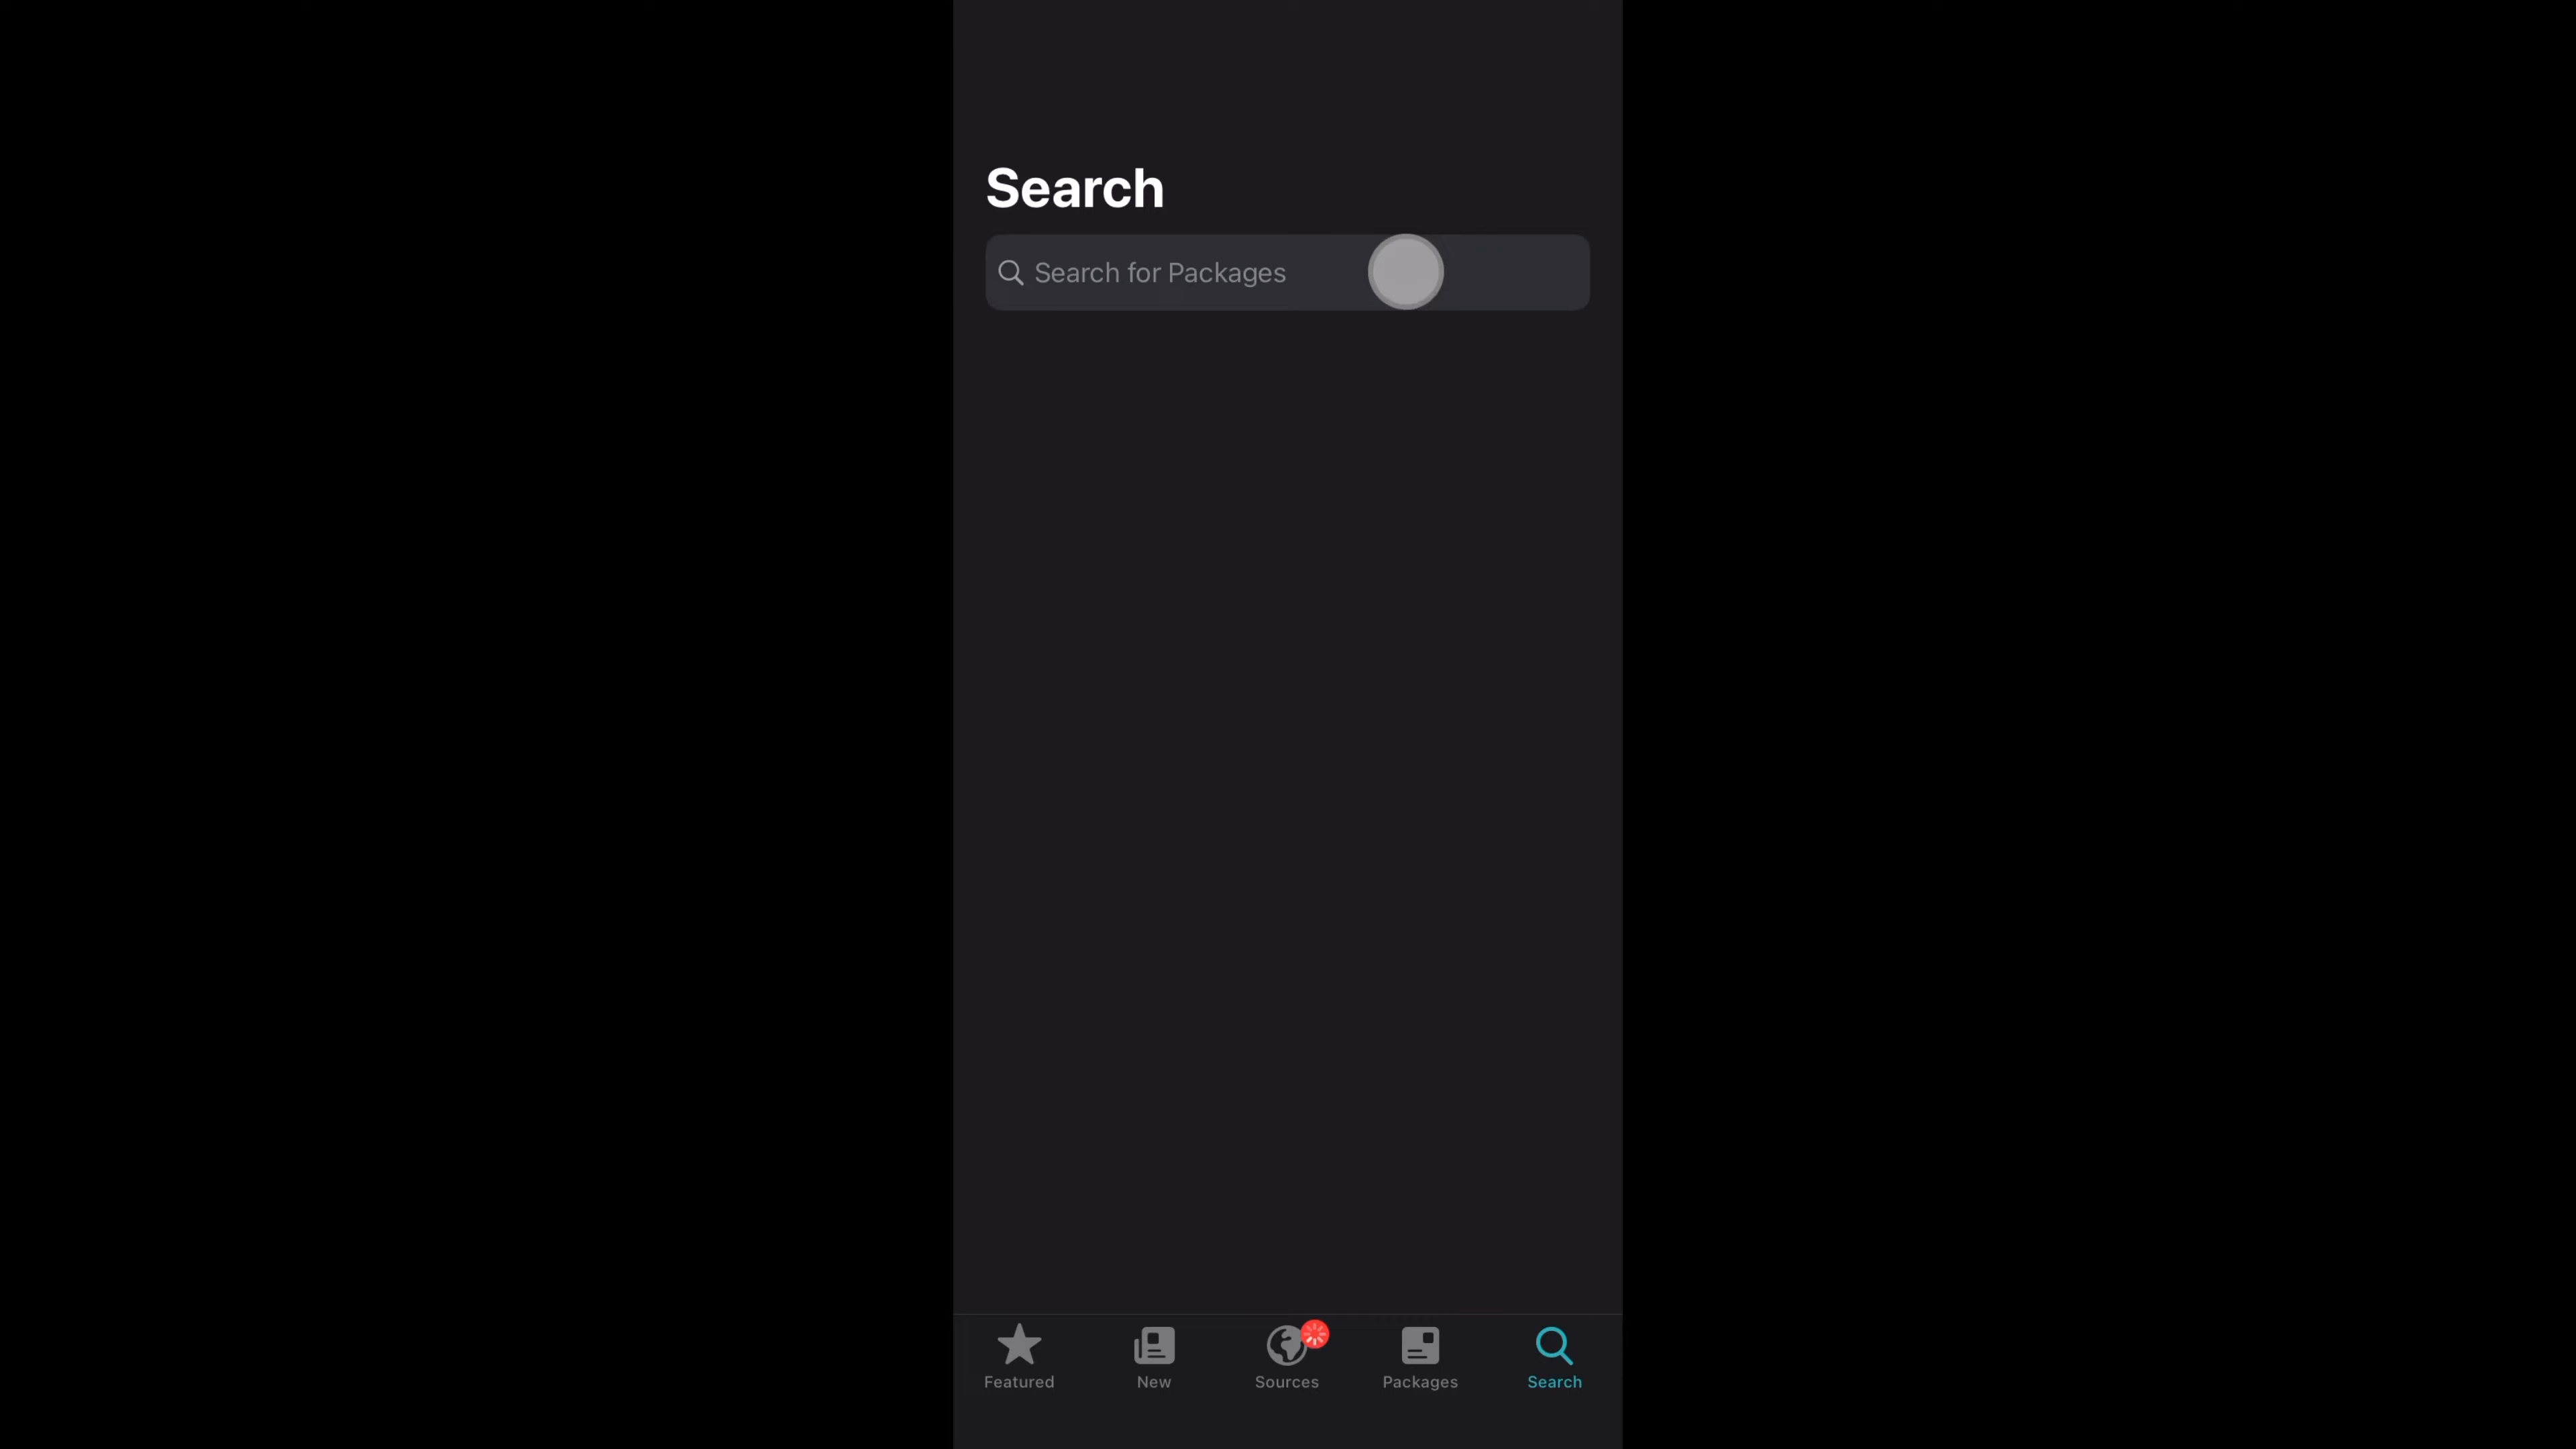 Search
Search for Packages
Featured
New
Sources
Packages
Search